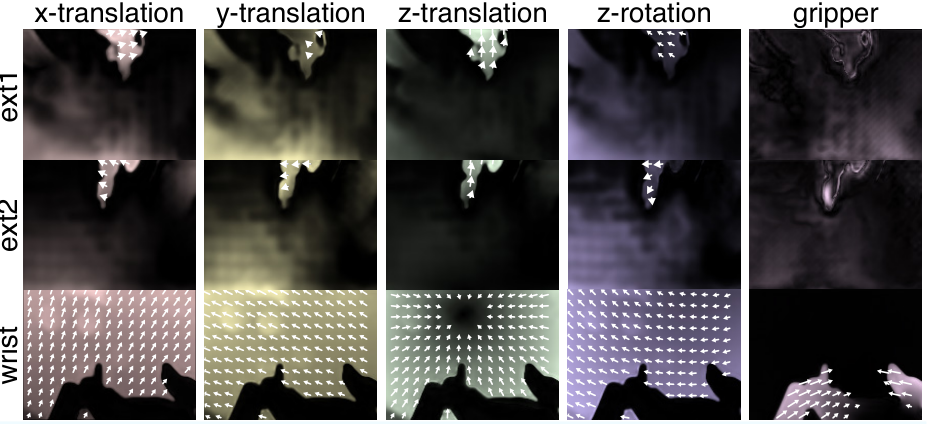 x-translation y-translation z-translation z-rotation gripper
ext1
ext2
wrist